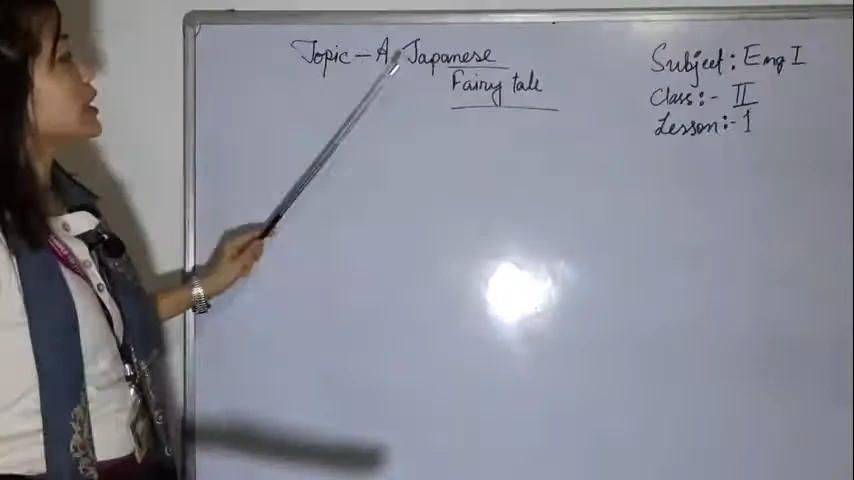 Topic - A Japanese
Fairy tale
Subject : Eng I
Class :- II
Lesson :- 1